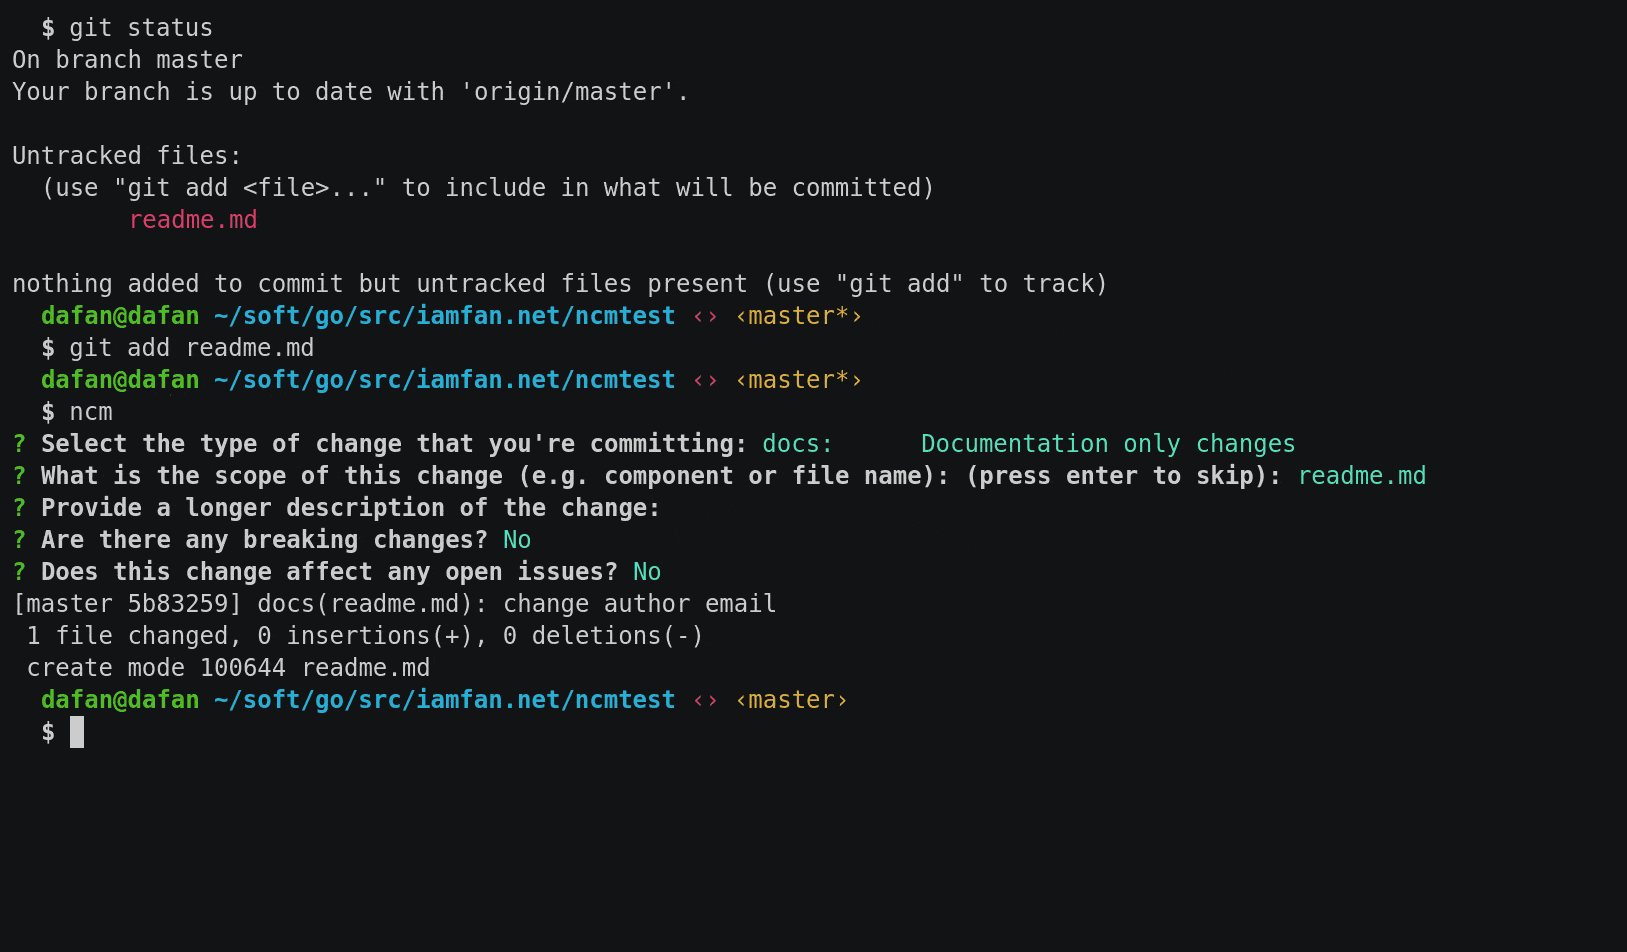 $ git status
On branch master
Your branch is up to date with 'origin/master'.
Untracked files:
(use "git add <file>..." to include in what will be committed)
readme.md
nothing added to commit but untracked files present (use "git add" to track)
dafan@dafan ~/soft/go/src/iamfan.net/ncmtest ‹› ‹master*›
$ git add readme.md
dafan@dafan ~/soft/go/src/iamfan.net/ncmtest ‹› ‹master*›
$ ncm
? Select the type of change that you're committing: docs:      Documentation only changes
? What is the scope of this change (e.g. component or file name): (press enter to skip): readme.md
? Provide a longer description of the change:
? Are there any breaking changes? No
? Does this change affect any open issues? No
[master 5b83259] docs(readme.md): change author email
1 file changed, 0 insertions(+), 0 deletions(-)
create mode 100644 readme.md
dafan@dafan ~/soft/go/src/iamfan.net/ncmtest ‹› ‹master›
$